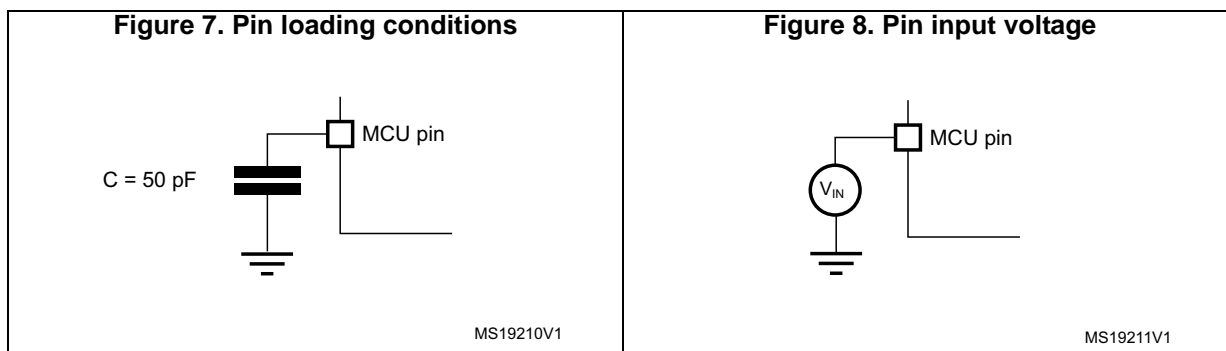 Figure 7. Pin loading conditions
MCU pin
C = 50 pF
MS19210V1
Figure 8. Pin input voltage
MCU pin
VIN
MS19211V1